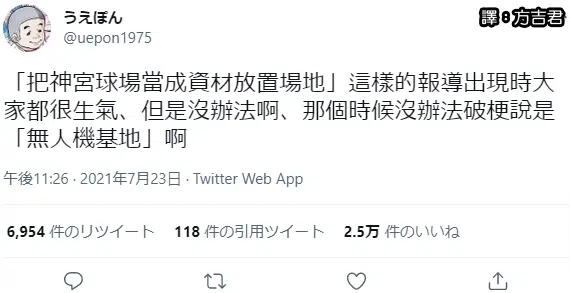 うえぽん
譯:方吉君
@uepon1975
「把神宮球場當成資材放置場地」這樣的報導出現時大
家都很生氣、但是沒辦法啊、那個時候沒辦法破梗說是
「無人機基地」啊
午後11:26 · 2021年7月23日 · Twitter Web App
6,954 件のリツイート 118 件の引用ツイート 2.5万 件のいいね